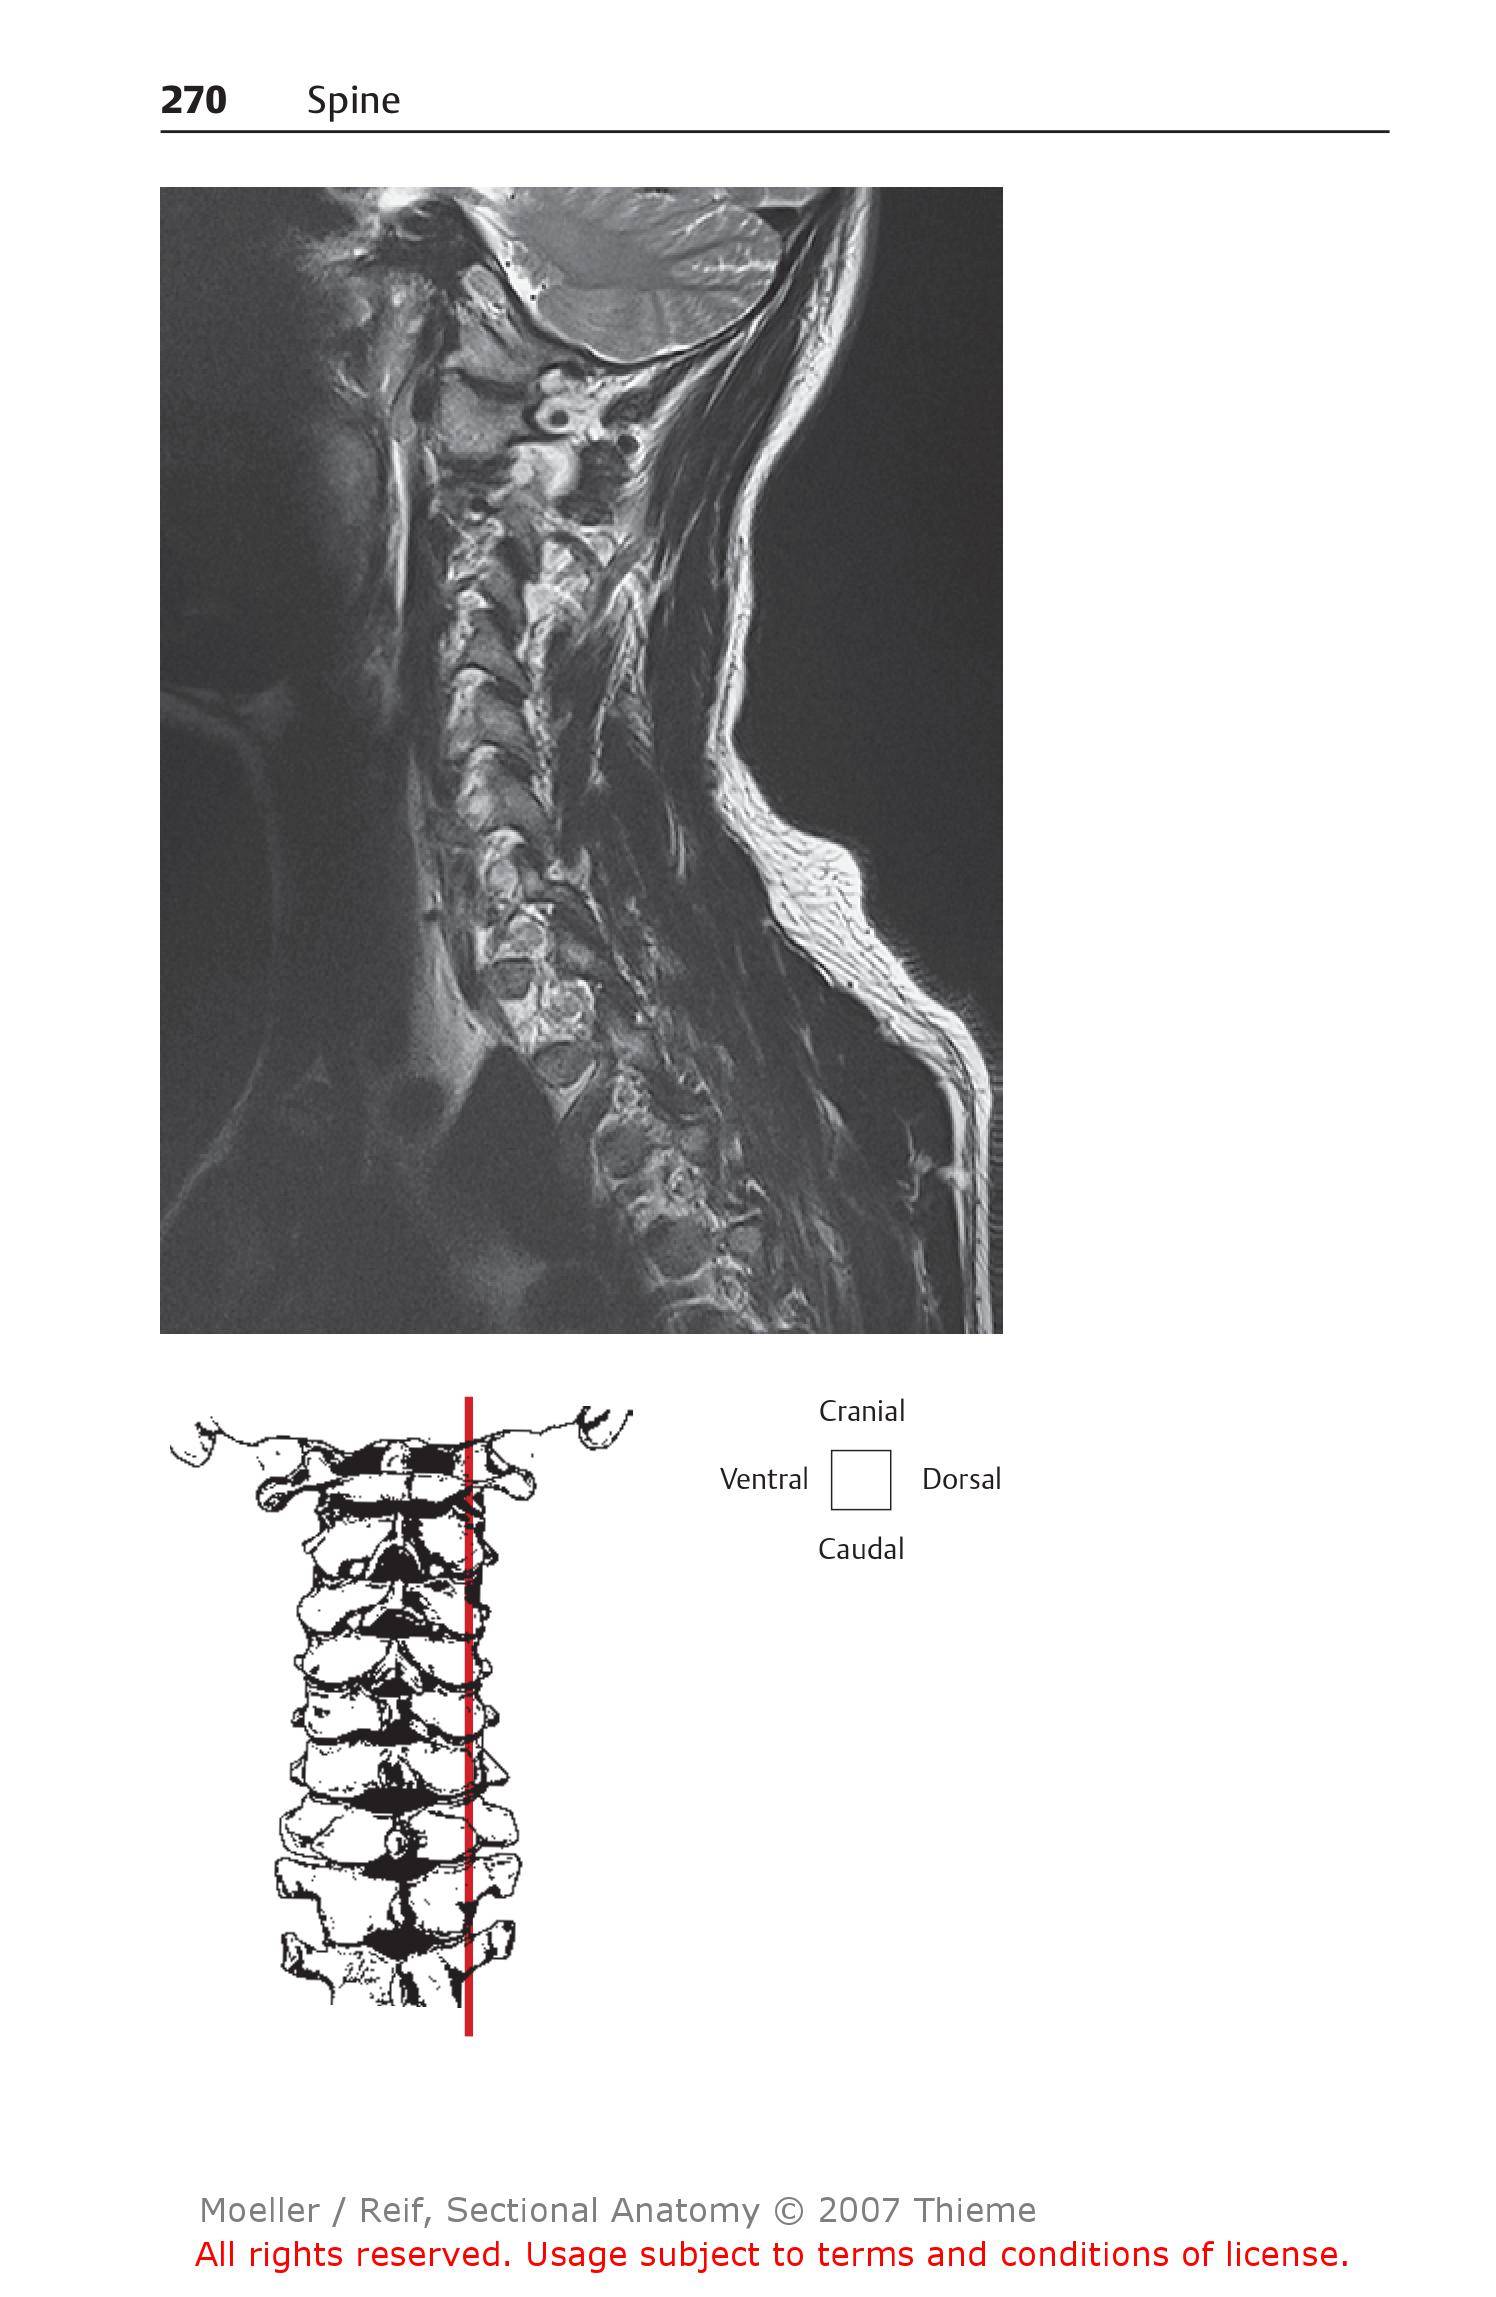 270 Spine
Cranial
Ventral Dorsal
Caudal
Moeller / Reif, Sectional Anatomy © 2007 Thieme
All rights reserved. Usage subject to terms and conditions of license.